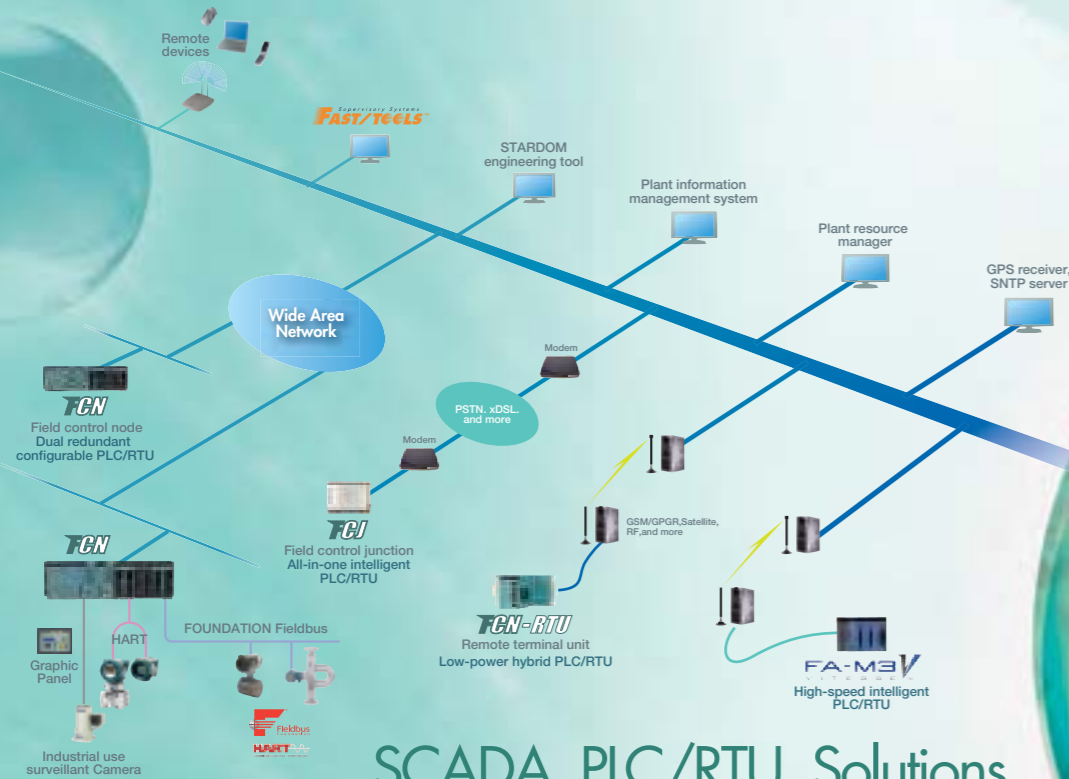 Remote
devices
Supervisory Systems
FAST/TOOLS™
STARDOM
engineering tool
Plant information
management system
Plant resource
manager
GPS receiver,
SNTP server
Wide Area
Network
Modem
PSTN. xDSL.
and more
Modem
FCN
Field control node
Dual redundant
configurable PLC/RTU
FCJ
Field control junction
All-in-one intelligent
PLC/RTU
GSM/GPGR,Satellite,
RF,and more
FCN
FCN-RTU
Remote terminal unit
Low-power hybrid PLC/RTU
HART
FOUNDATION Fieldbus
Graphic
Panel
FA-M3V
VITESSE
High-speed intelligent
PLC/RTU
Fieldbus
HART
Industrial use
surveillant Camera
SCADA PLC/RTU Solutions